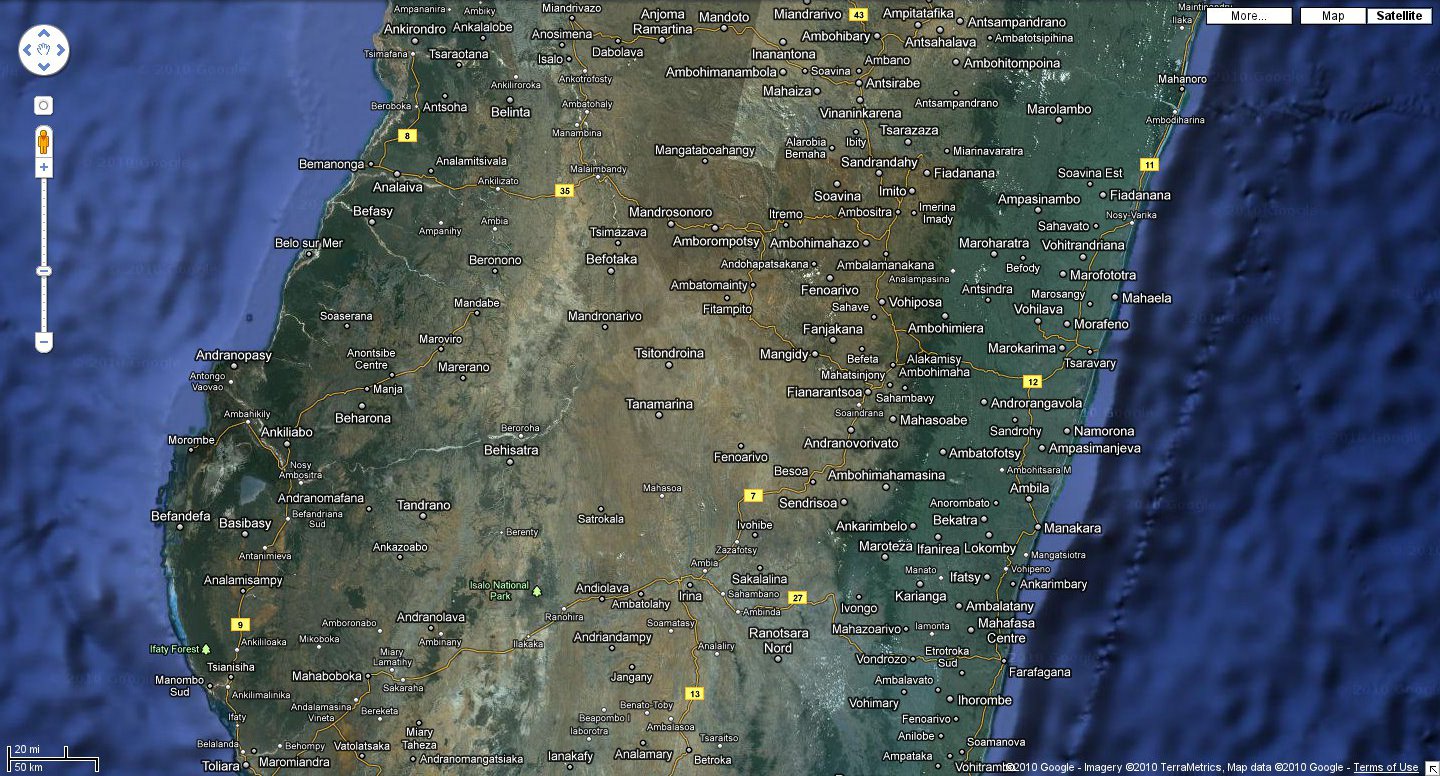 Ampananira
Ambiky
Miandrivazo
Anjoma
Ramartina
Mandoto
Miandrarivo
43
Ampitatafika
Maintinandry
More...
Map
Satellite
Ankirondro
Ankalalobe
Anosimena
Antsampandrano
Ilaka
Ambohibary
Antsahalava
Ambatotsipihina
Tsimafana
Tsaraotana
Isalo
Dabolava
Inanantona
Ambano
Ambohitompoina
Ankotrofotsy
Ambohimanambola
Soavina
Mahanoro
Ankiliroroka
Mahaiza
Antsirabe
Beroboka
Antsoha
Belinta
Ambatohaly
Vinaninkarena
Antsampandrano
Marolambo
Ambodiharina
8
Manambina
Tsarazaza
Alarobia
Bemaha
Ibity
Mangataboahangy
Miarinavaratra
Bemanonga
Analamitsivala
Malaimbandy
Sandrandahy
Fiadanana
11
Soavina Est
Analaiva
Ankilizato
35
Soavina
Imito
Fiadanana
Ampasinambo
Befasy
Mandrosonoro
Itremo
Ambositra
Imerina
Imady
Nosy-Varika
Ampanihy
Ambia
Tsimazava
Sahavato
Belo sur Mer
Amborompotsy
Ambohimahazo
Maroharatra
Vohitrandriana
Beronono
Befotaka
Andohapatsakana
Ambalamanakana
Befody
Marofototra
Analampasina
Ambatomainty
Fenoarivo
Antsindra
Marosangy
Mahaela
Mandabe
Fitampito
Sahave
Vohiposa
Vohilava
Soaserana
Mandronarivo
Fanjakana
Ambohimiera
Morafeno
Maroviro
Andranopasy
Anontsibe
Centre
Tsitondroina
Mangidy
Befeta
Alakamisy
Ambohimaha
Marokarima
Tsaravary
Antongo
Vaovao
Marerano
Mahatsinjony
12
Manja
Fianarantsoa
Sahambavy
Ambahikily
Beharona
Tanamarina
Soaindrana
Androrangavola
Mahasoabe
Morombe
Ankiliabo
Beroroha
Andranovorivato
Sandrohy
Namorona
Behisatra
Fenoarivo
Ambatofotsy
Ampasimanjeva
Nosy
Ambositra
Besoa
Ambohimahamasina
Ambohitsara M
Andranomafana
Mahasoa
7
Ambila
Befandefa
Befandriana
Sud
Tandrano
Sendrisoa
Anorombato
Basibasy
Satrokala
Ivohibe
Ankarimbelo
Bekatra
Manakara
Antanimieva
Ankazoabo
Berenty
Zazafotsy
Maroteza
Ifanirea
Lokomby
Mangatsiotra
Ambia
Manato
Vohipeno
Analamisampy
Isalo National
Park
Andiolava
Sakalalina
Ifatsy
Ankarimbary
Ambatolahy
Irina
Sahambano
27
Karianga
Ranohira
Ambinda
Ivongo
Ambalatany
9
Amboronabo
Andranolava
Soamatasy
Mahazoarivo
Iamonta
Mahafasa
Centre
Ankililoaka
Mikoboka
Ambinany
Ilakaka
Andriandampy
Analaliry
Ranotsara
Nord
Ifaty Forest
Miary
Lamatihy
Vondrozo
Etrotroka
Sud
Farafagana
Tsianisiha
Mahaboboka
Jangany
Ambalavato
Manombo
Sud
Sakaraha
13
Ankilimalinika
Andalamasina
Vineta
Bereketa
Benato-Toby
Vohimary
Ihorombe
Ifaty
Beapombo I
Iaborotra
Ambalasoa
Fenoarivo
Belalanda
Behompy
Vatolatsaka
Miary
Taheza
Tsaraitso
Anilobe
Soamanova
20 mi
Toliara
Maromiandra
Andranomangatsiaka
Ianakafy
Analamary
Betroka
Ampataka
50 km
Vohitrambo
©2010 Google - Imagery ©2010 TerraMetrics, Map data ©2010 Google - Terms of Use